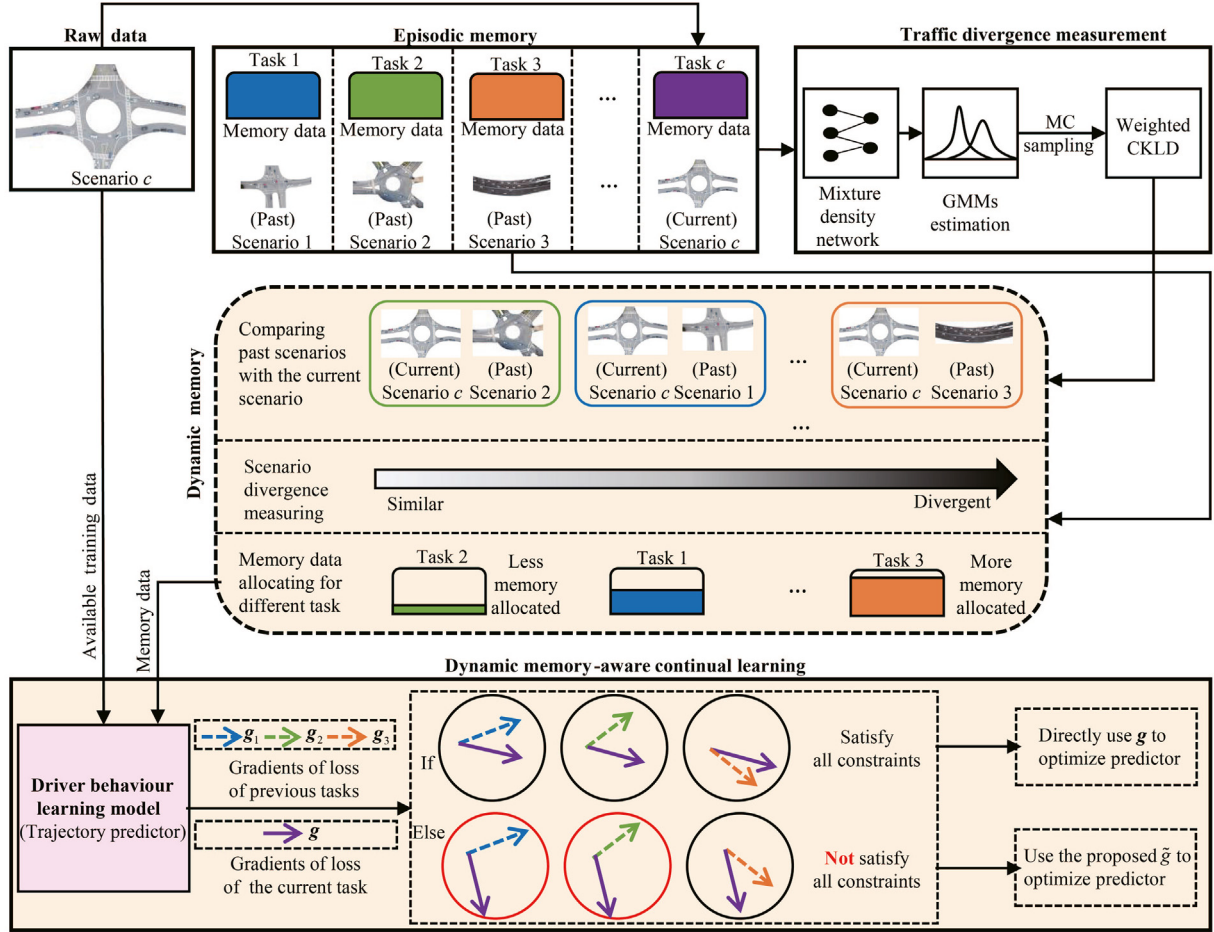 Raw data
Scenario c
Episodic memory
Task 1
Task 2
Task 3
...
Task c
Memory data
Memory data
Memory data
Memory data
...
(Past)
Scenario 1
(Past)
Scenario 2
(Past)
Scenario 3
(Current)
Scenario c
Traffic divergence measurement
MC
sampling
Weighted
CKLD
Mixture
density
network
GMMs
estimation
Dynamic memory
Comparing
past scenarios
with the current
scenario
(Current)
Scenario c
(Past)
Scenario 2
(Current)
Scenario c
(Past)
Scenario 1
...
(Current)
Scenario c
(Past)
Scenario 3
...
Scenario
divergence
measuring
Similar
Divergent
Memory data
allocating for
different task
Task 2
Less
memory
allocated
Task 1
...
Task 3
More
memory
allocated
Available training data
Memory data
Dynamic memory-aware continual learning
Driver behaviour
learning model
(Trajectory predictor)
g1 g2 g3
Gradients of loss
of previous tasks
g
Gradients of loss
of the current task
If
Satisfy
all constraints
Directly use g to
optimize predictor
Else
Not satisfy
all constraints
Use the proposed g̃ to
optimize predictor